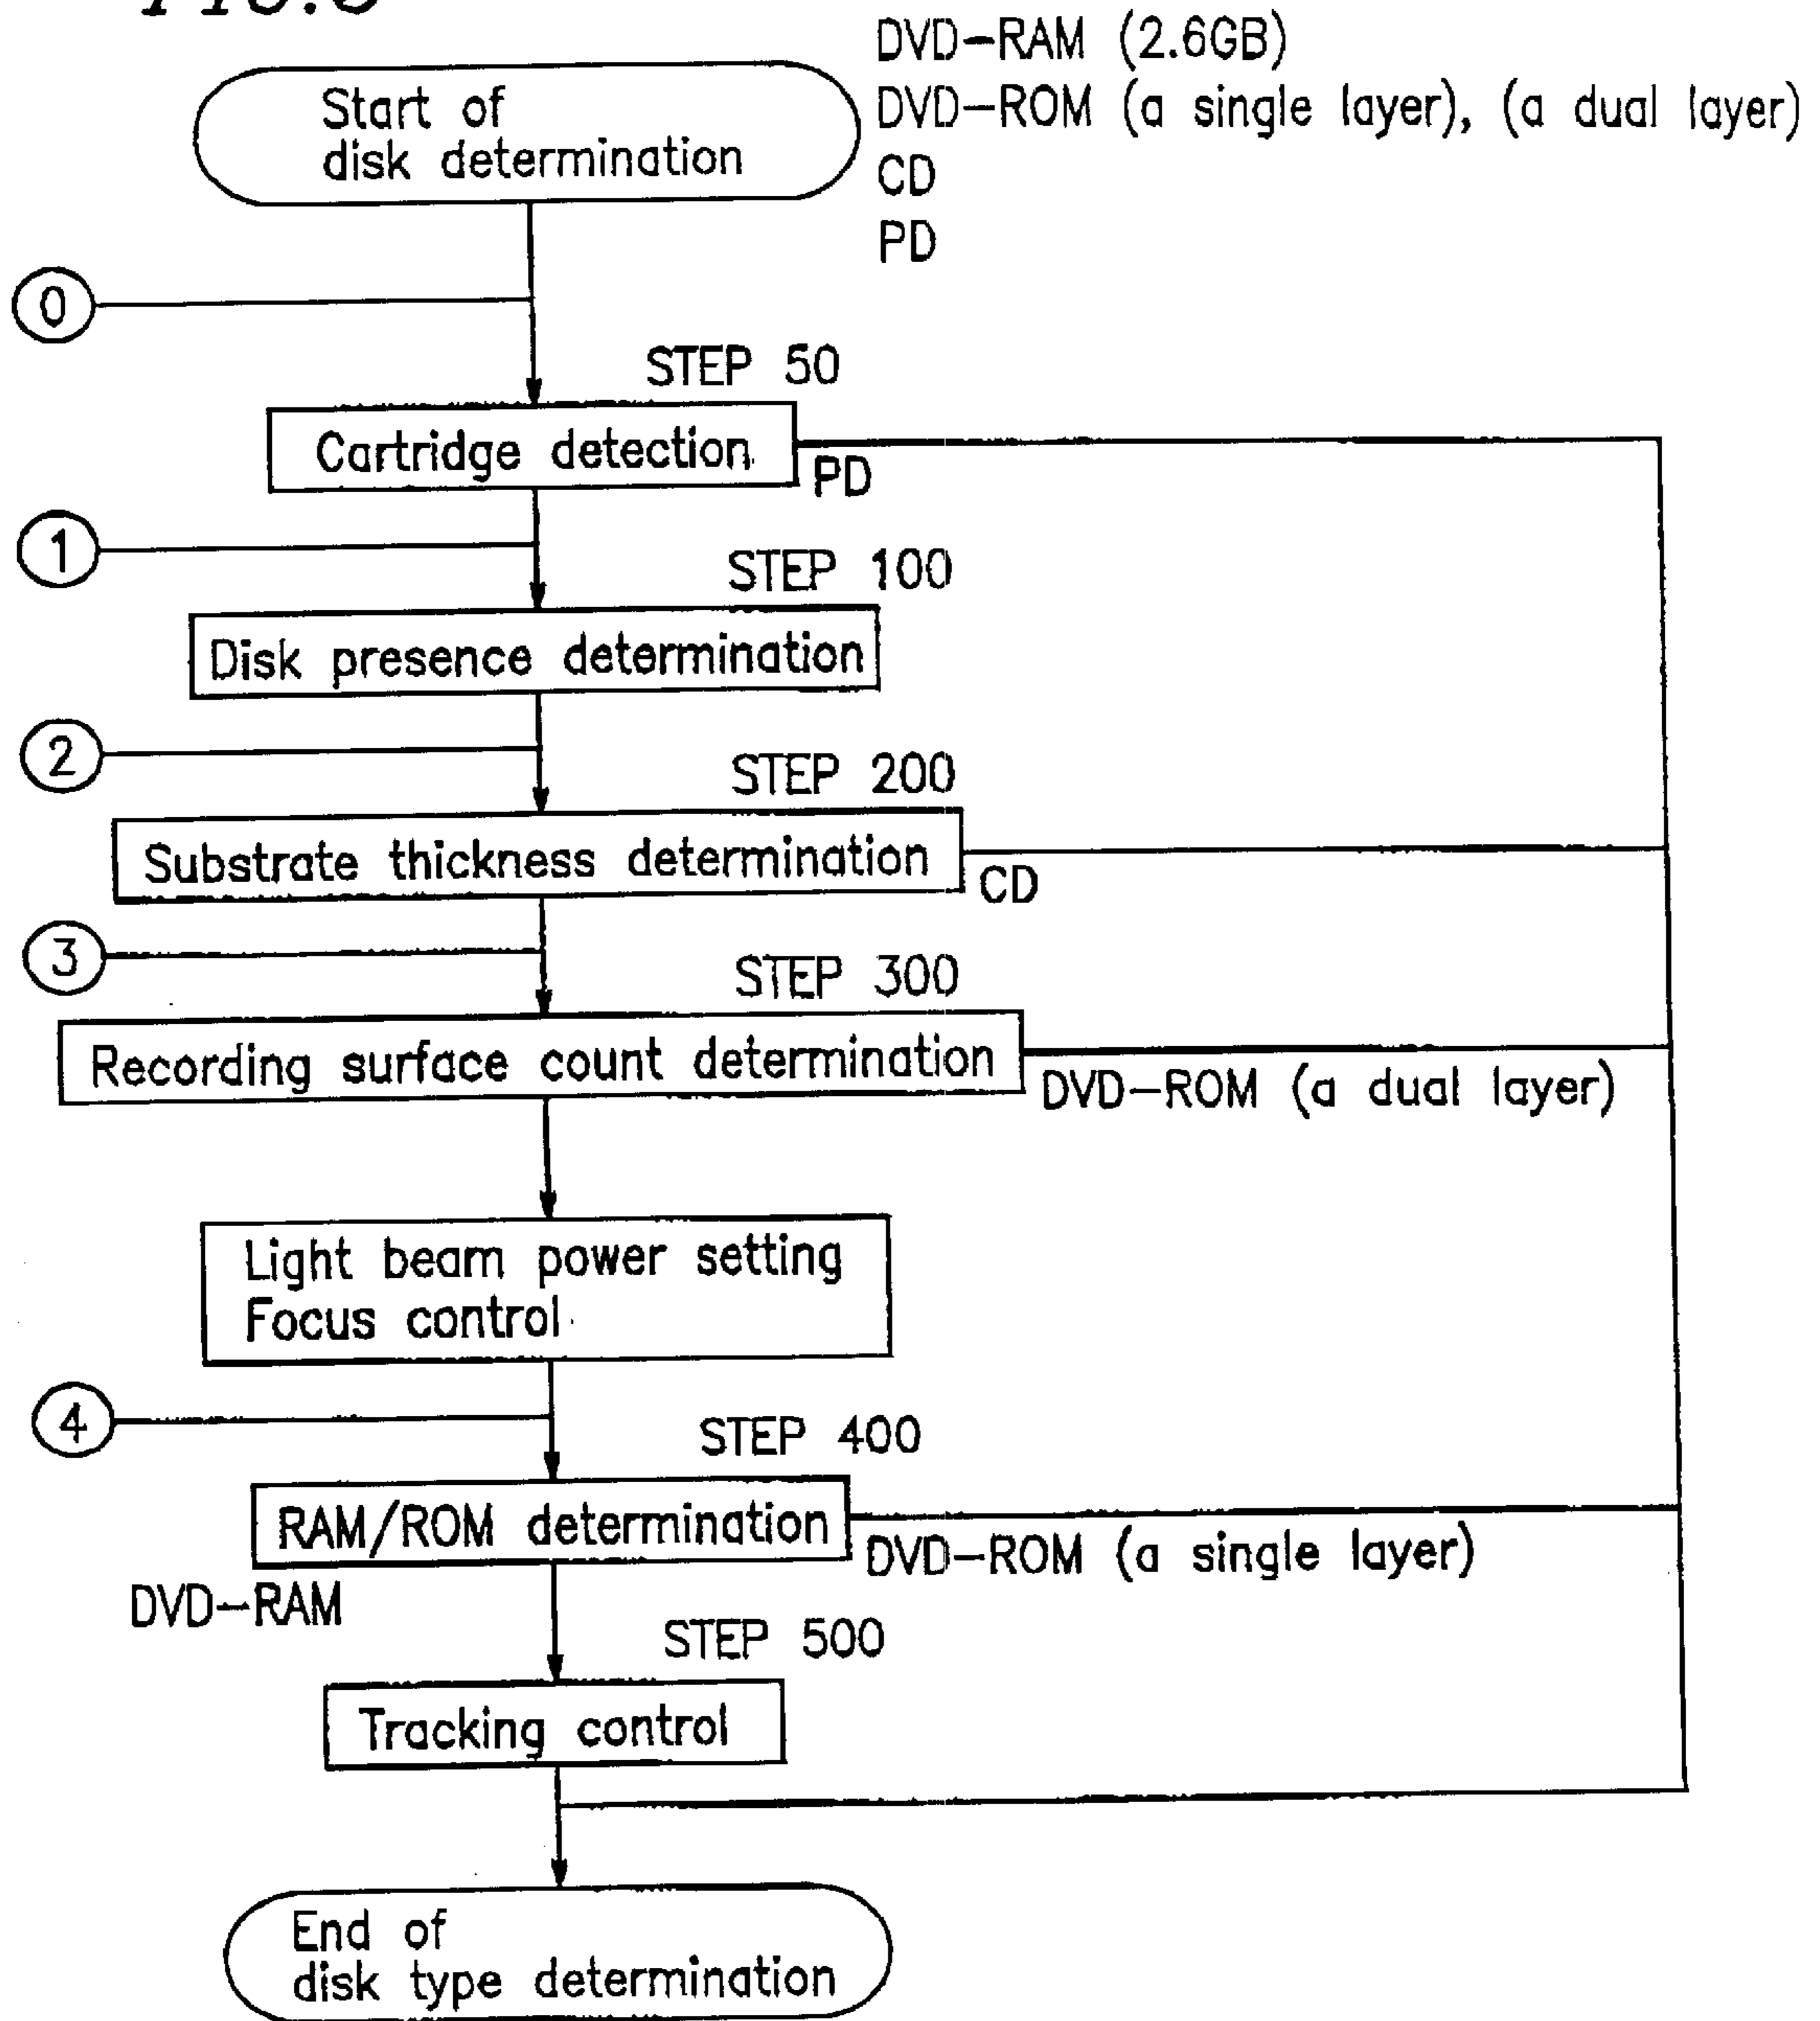 DVD-RAM (2.6GB)
Start of
disk determination
DVD-ROM (a single layer), (a dual layer)
CD
PD
0
STEP 50
Cartridge detection
PD
1
STEP 100
Disk presence determination
2
STEP 200
Substrate thickness determination
CD
3
STEP 300
Recording surface count determination
DVD-ROM (a dual layer)
Light beam power setting
Focus control
4
STEP 400
RAM/ROM determination
DVD-ROM (a single layer)
DVD-RAM
STEP 500
Tracking control
End of
disk type determination